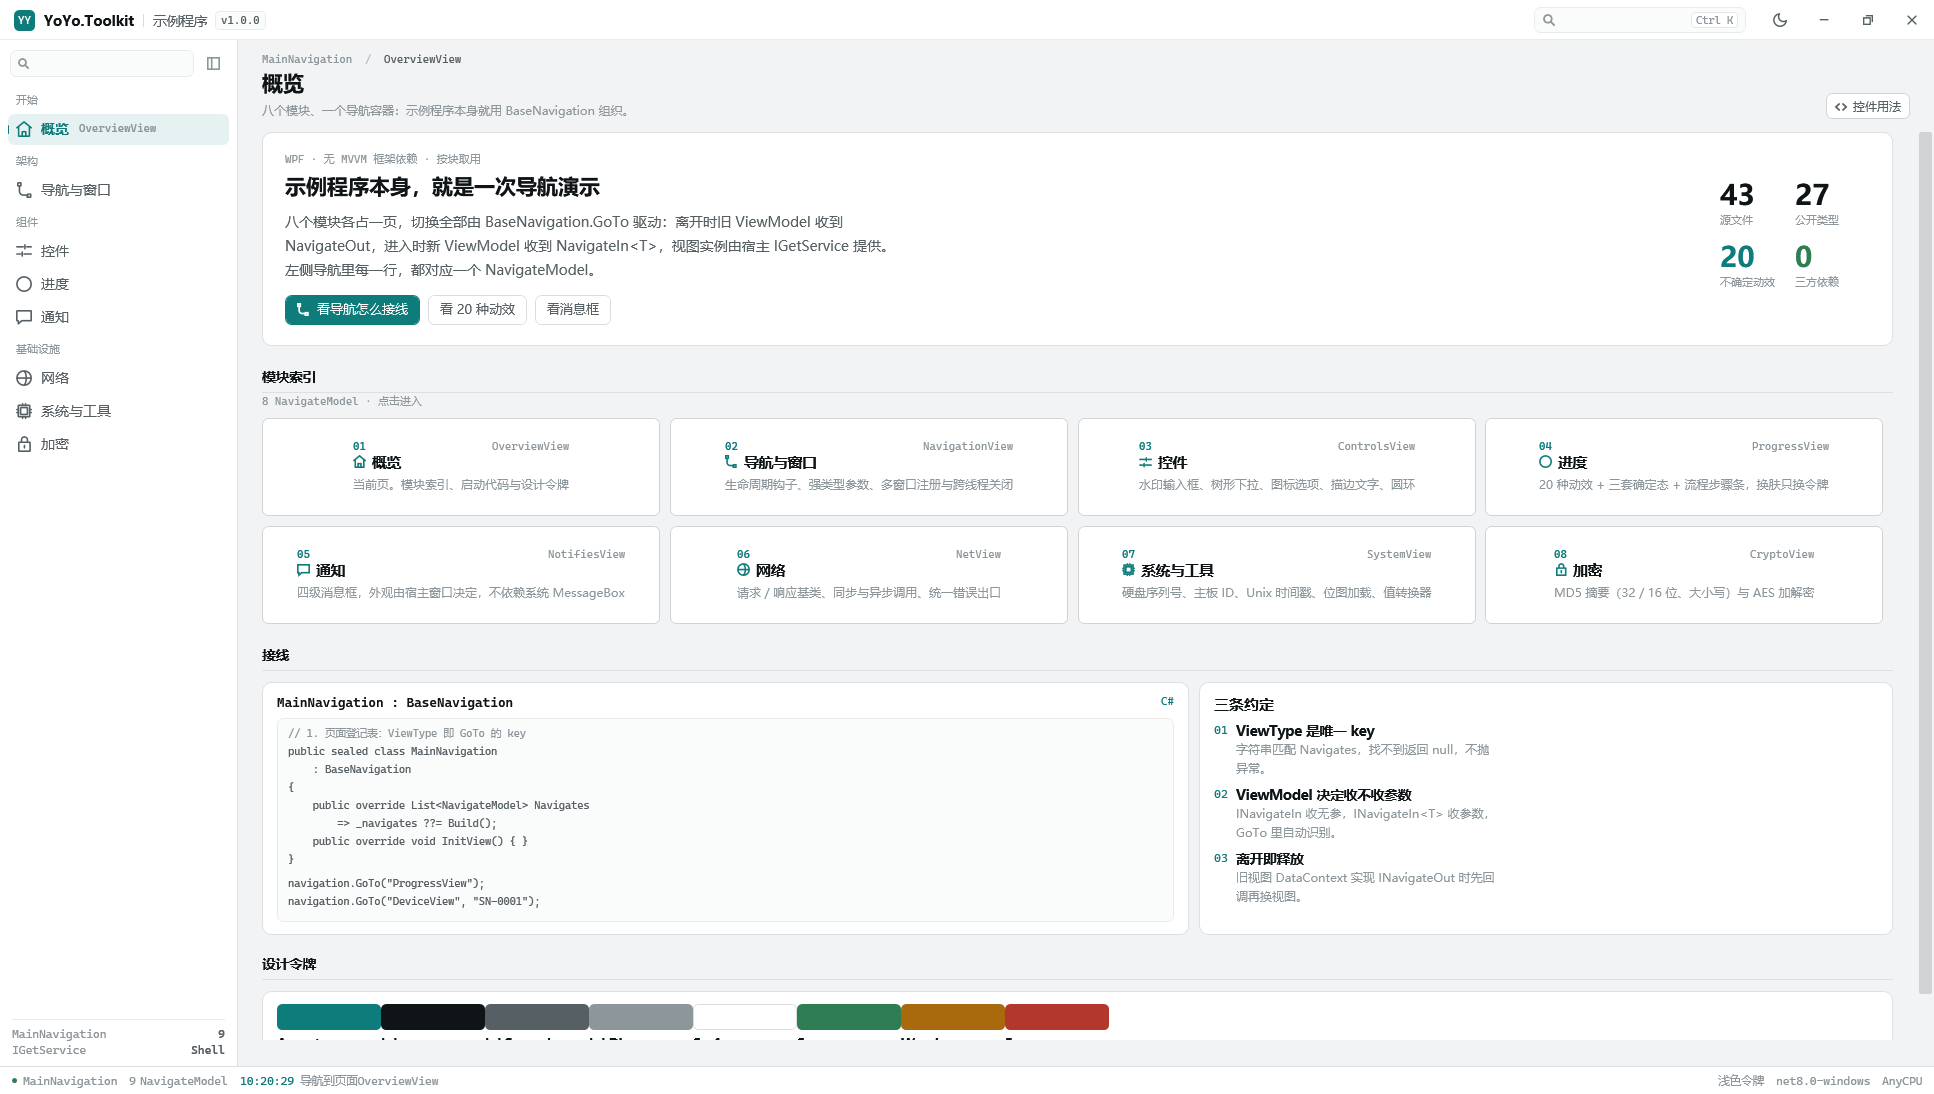 YY YoYo.Toolkit 示例程序 v1.0.0
Ctrl K
开始
概览 OverviewView
架构
导航与窗口
组件
控件
进度
通知
基础设施
网络
系统与工具
加密
MainNavigation 9
IGetService Shell
MainNavigation / OverviewView
概览
八个模块、一个导航容器：示例程序本身就用 BaseNavigation 组织。
控件用法
WPF · 无 MVVM 框架依赖 · 按块取用
示例程序本身，就是一次导航演示
八个模块各占一页，切换全部由 BaseNavigation.GoTo 驱动：离开时旧 ViewModel 收到
NavigateOut，进入时新 ViewModel 收到 NavigateIn<T>，视图实例由宿主 IGetService 提供。
左侧导航里每一行，都对应一个 NavigateModel。
看导航怎么接线
看 20 种动效
看消息框
43
源文件
27
公开类型
20
不确定动效
0
三方依赖
模块索引
8 NavigateModel · 点击进入
01 OverviewView
概览
当前页。模块索引、启动代码与设计令牌
02 NavigationView
导航与窗口
生命周期钩子、强类型参数、多窗口注册与跨线程关闭
03 ControlsView
控件
水印输入框、树形下拉、图标选项、描边文字、圆环
04 ProgressView
进度
20 种动效 + 三套确定态 + 流程步骤条，换肤只换令牌
05 NotifiesView
通知
四级消息框，外观由宿主窗口决定，不依赖系统 MessageBox
06 NetView
网络
请求 / 响应基类、同步与异步调用、统一错误出口
07 SystemView
系统与工具
硬盘序列号、主板 ID、Unix 时间戳、位图加载、值转换器
08 CryptoView
加密
MD5 摘要（32 / 16 位、大小写）与 AES 加解密
接线
MainNavigation : BaseNavigation C#
// 1. 页面登记表：ViewType 即 GoTo 的 key
public sealed class MainNavigation
: BaseNavigation
{
public override List<NavigateModel> Navigates
=> _navigates ??= Build();
public override void InitView() { }
}
navigation.GoTo("ProgressView");
navigation.GoTo("DeviceView", "SN-0001");
三条约定
01 ViewType 是唯一 key
字符串匹配 Navigates，找不到返回 null，不抛
异常。
02 ViewModel 决定收不收参数
INavigateIn 收无参，INavigateIn<T> 收参数，
GoTo 里自动识别。
03 离开即释放
旧视图 DataContext 实现 INavigateOut 时先回
调再换视图。
设计令牌
MainNavigation 9 NavigateModel 10:20:29 导航到页面OverviewView
浅色令牌 net8.0-windows AnyCPU